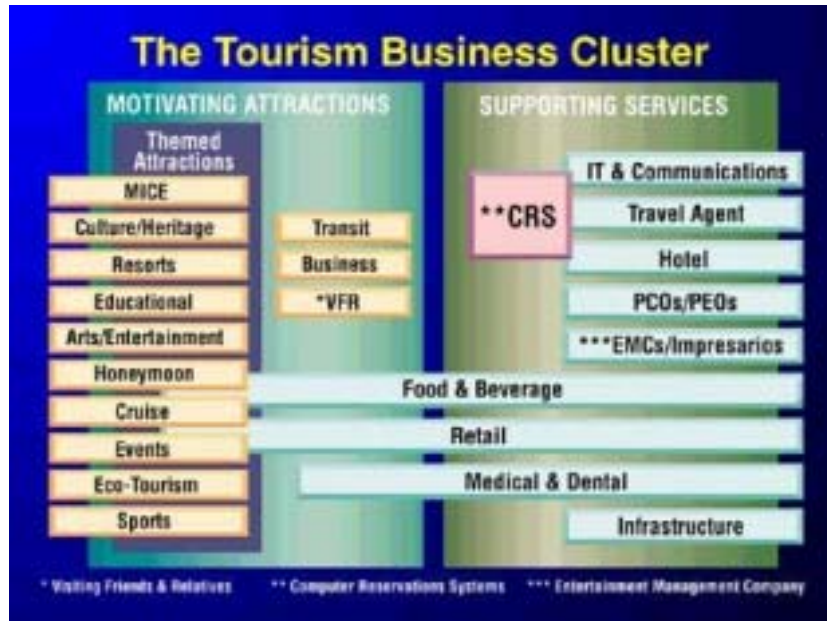 The Tourism Business Cluster
MOTIVATING ATTRACTIONS
Themed
Attractions
MICE
Culture/Heritage
Resorts
Educational
Arts/Entertainment
Honeymoon
Cruise
Events
Eco-Tourism
Sports
Transit
Business
*VFR
SUPPORTING SERVICES
**CRS
IT & Communications
Travel Agent
Hotel
PCOs/PEOs
***EMCs/Impresarios
Food & Beverage
Retail
Medical & Dental
Infrastructure
* Visiting Friends & Relatives
** Computer Reservations Systems
*** Entertainment Management Company